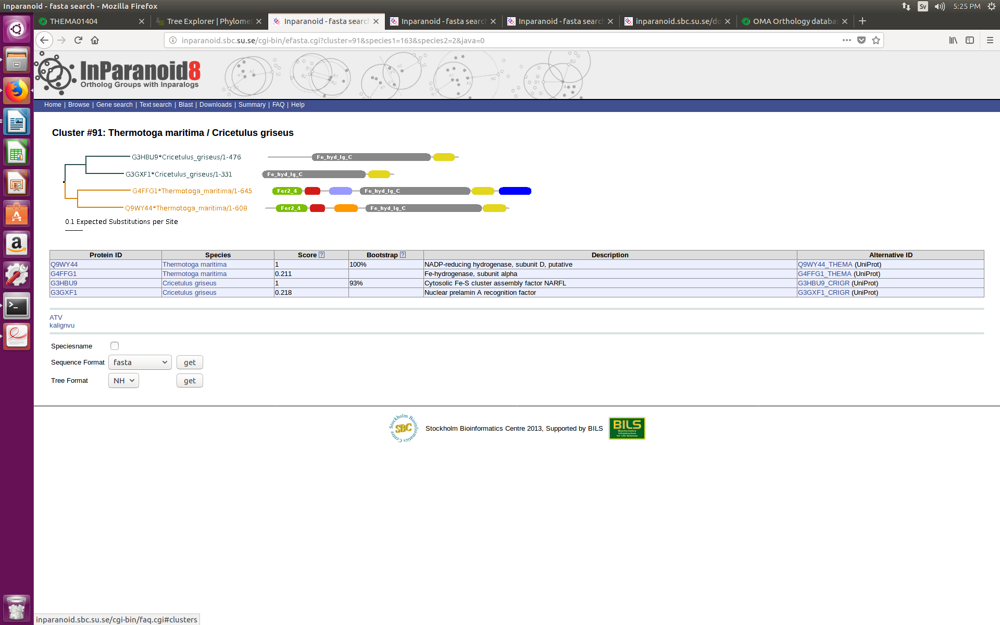 Inparanoid - fasta search - Mozilla Firefox
Sv
5:25 PM
THEMA01404
Tree Explorer | Phylome
Inparanoid - fasta searc
Inparanoid - fasta searc
Inparanoid - fasta searc
inparanoid.sbc.su.se/do
OMA Orthology databa
inparanoid.sbc.su.se/cgi-bin/efasta.cgi?cluster=91&species1=163&species2=2&java=0
InParanoid8
Ortholog Groups with Inparalogs
Home | Browse | Gene search | Text search | Blast | Downloads | Summary | FAQ | Help
Cluster #91: Thermotoga maritima / Cricetulus griseus
G3HBU9*Cricetulus_griseus/1-476 Fe_hyd_lg_C
G3GXF1*Cricetulus_griseus/1-331 Fe_hyd_lg_C
G4FFG1*Thermotoga_maritima/1-645 Fer2_4 Fe_hyd_lg_C
Q9WY44*Thermotoga_maritima/1-608 Fer2_4 Fe_hyd_lg_C
0.1 Expected Substitutions per Site
Protein ID Species Score ? Bootstrap ? Description Alternative ID
Q9WY44 Thermotoga maritima 1 100% NADP-reducing hydrogenase, subunit D, putative Q9WY44_THEMA (UniProt)
G4FFG1 Thermotoga maritima 0.211 Fe-hydrogenase, subunit alpha G4FFG1_THEMA (UniProt)
G3HBU9 Cricetulus griseus 1 93% Cytosolic Fe-S cluster assembly factor NARFL G3HBU9_CRIGR (UniProt)
G3GXF1 Cricetulus griseus 0.218 Nuclear prelamin A recognition factor G3GXF1_CRIGR (UniProt)
ATV
kalignvu
Speciesname
Sequence Format fasta get
Tree Format NH get
Stockholm Bioinformatics Centre SBC
Stockholm Bioinformatics Centre 2013, Supported by BILS
BILS
Bioinformatics
Infrastructure
for Life Sciences
inparanoid.sbc.su.se/cgi-bin/faq.cgi#clusters